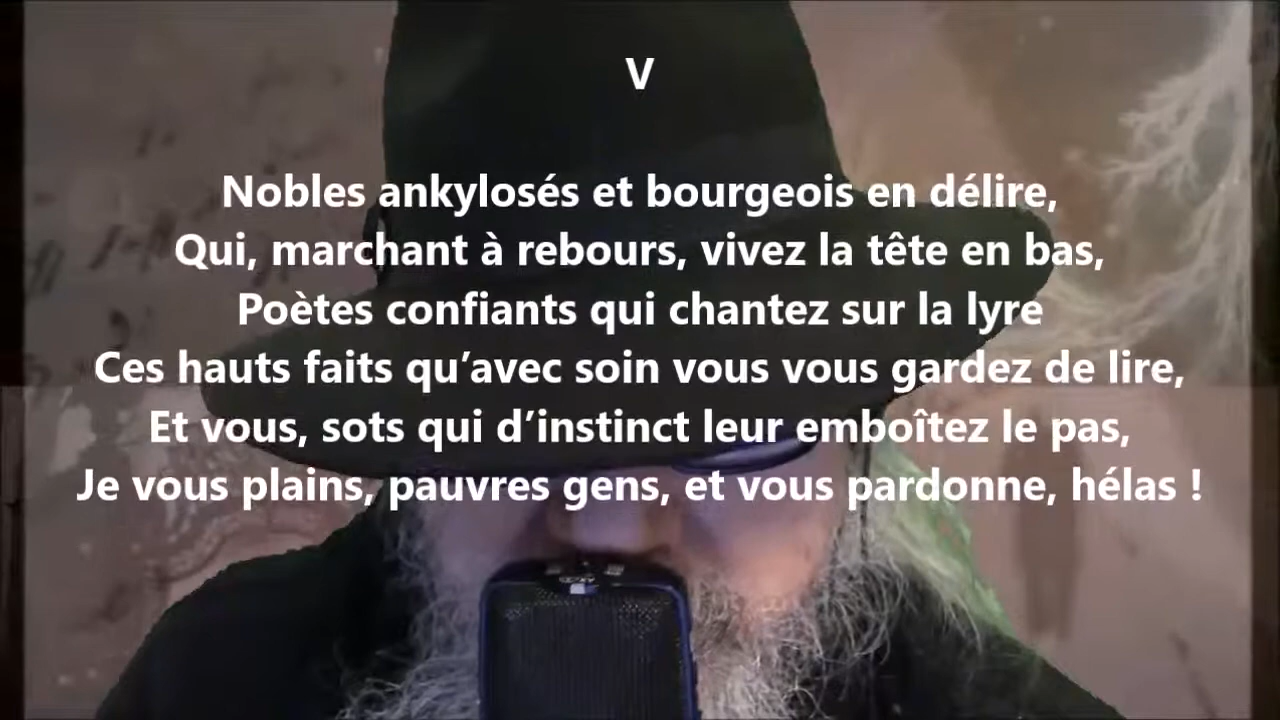 V
Nobles ankylosés et bourgeois en délire,
Qui, marchant à rebours, vivez la tête en bas,
Poètes confiants qui chantez sur la lyre
Ces hauts faits qu’avec soin vous vous gardez de lire,
Et vous, sots qui d’instinct leur emboîtez le pas,
Je vous plains, pauvres gens, et vous pardonne, hélas !